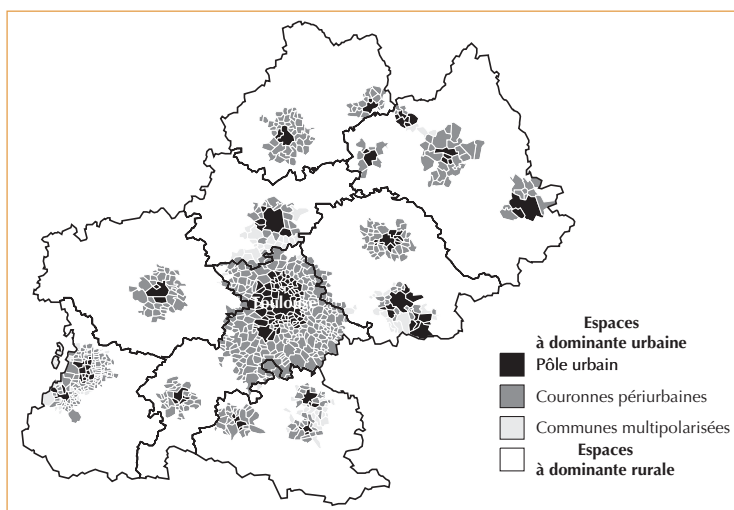 Toulouse
Espaces
à dominante urbaine
Pôle urbain
Couronnes périurbaines
Communes multipolarisées
Espaces
à dominante rurale